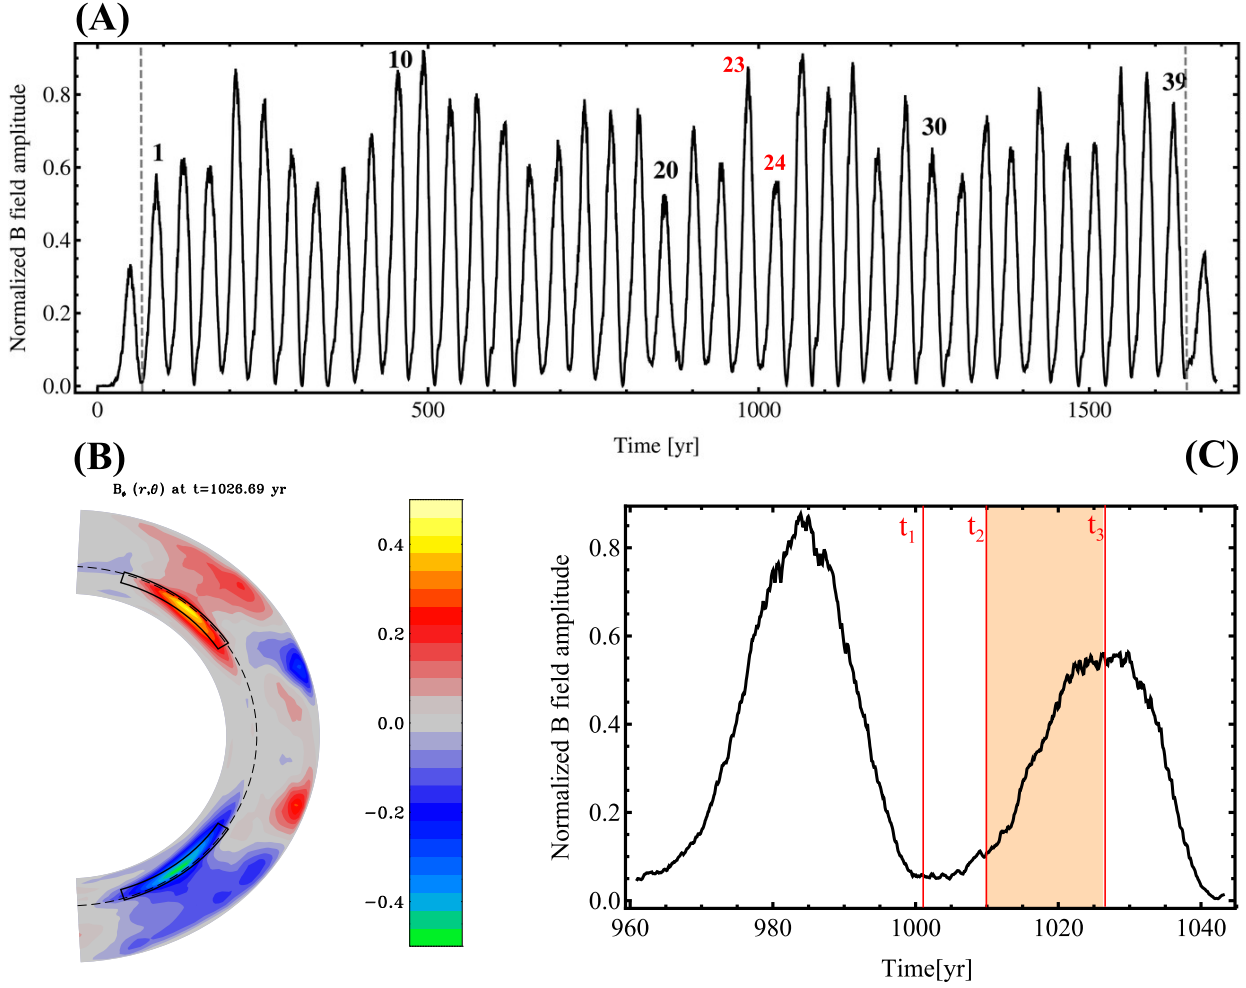 (A)
Normalized B field amplitude
0.8
0.6
0.4
0.2
0.0
1
10
20
23
24
30
39
0
500
1000
1500
Time [yr]
(B)
Bϕ (r,θ) at t=1026.69 yr
0.4
0.2
0.0
−0.2
−0.4
(C)
Normalized B field amplitude
0.8
0.6
0.4
0.2
0.0
t1
t2
t3
960
980
1000
1020
1040
Time[yr]